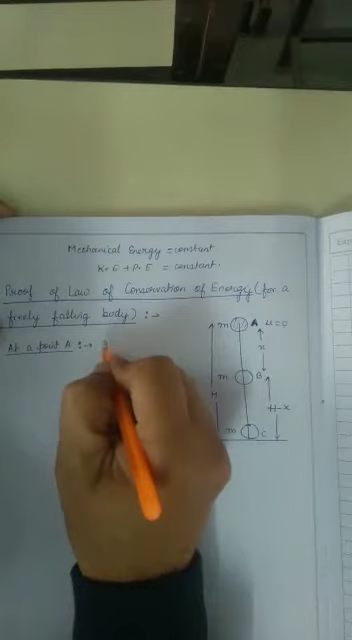 Mechanical Energy = constant
K.E + P.E = constant.
Proof of Law of Conservation of Energy (for a
freely falling body) :→
At a point A :→
m A u=0
x
m B
H
H-x
m C